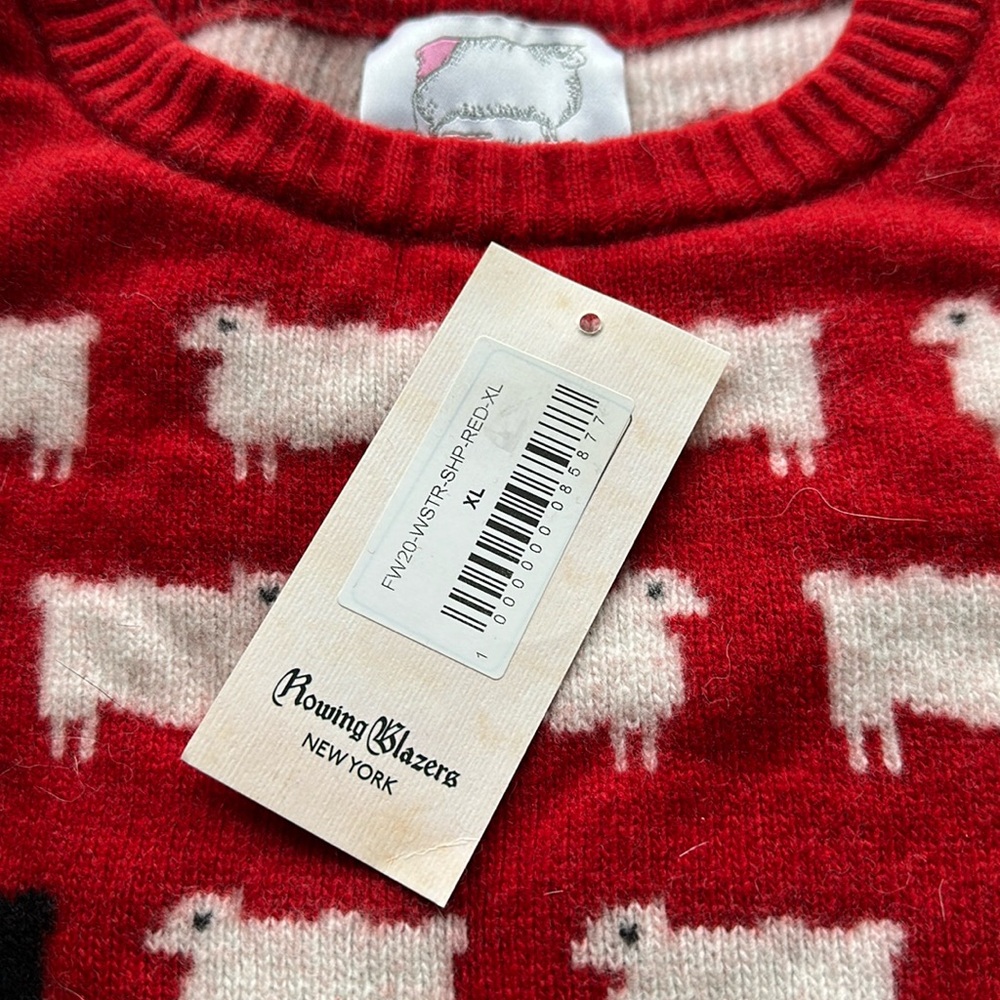 FW20-WSTR-SHP-RED-XL
XL
1 000000 085877
Rowing Blazers
NEW YORK